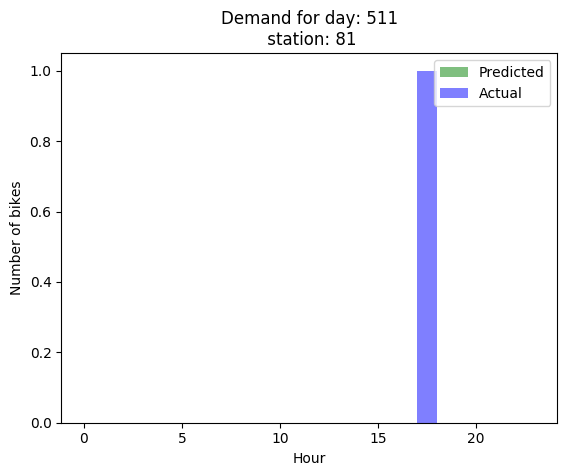 Demand for day: 511
station: 81
Predicted
Actual
1.0
0.8
0.6
0.4
0.2
0.0
Number of bikes
0
5
10
15
20
Hour